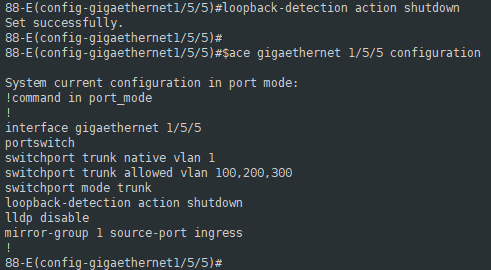 88-E(config-gigaethernet1/5/5)#loopback-detection action shutdown
Set successfully.
88-E(config-gigaethernet1/5/5)#
88-E(config-gigaethernet1/5/5)#$ace gigaethernet 1/5/5 configuration
System current configuration in port mode:
!command in port_mode
!
interface gigaethernet 1/5/5
portswitch
switchport trunk native vlan 1
switchport trunk allowed vlan 100,200,300
switchport mode trunk
loopback-detection action shutdown
lldp disable
mirror-group 1 source-port ingress
!
88-E(config-gigaethernet1/5/5)#